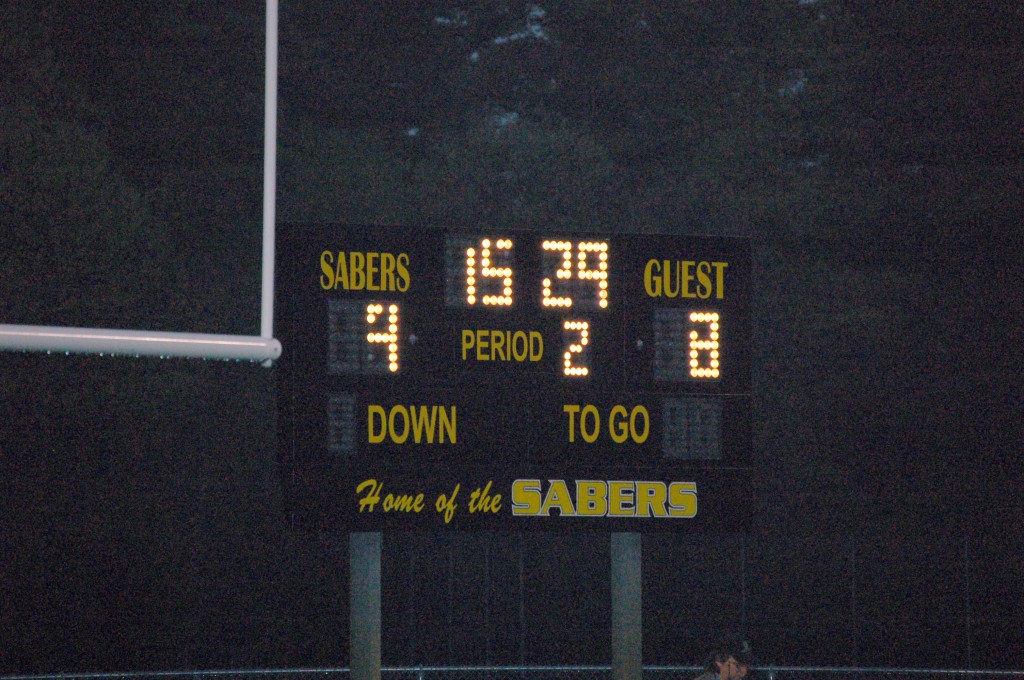 SABERS 15 29 GUEST
4 PERIOD 2 8
DOWN TO GO
Home of the SABERS